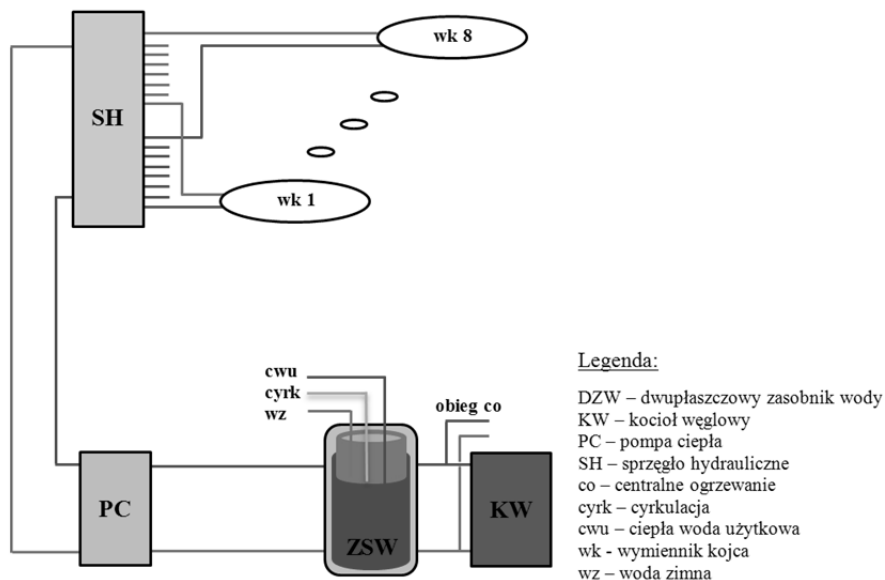 wk 8
SH
wk 1
cwu
cyrk
wz
obieg co
PC
ZSW
KW
Legenda:
DZW – dwupłaszczowy zasobnik wody
KW – kocioł węglowy
PC – pompa ciepła
SH – sprzęgło hydrauliczne
co – centralne ogrzewanie
cyrk – cyrkulacja
cwu – ciepła woda użytkowa
wk - wymiennik kojca
wz – woda zimna